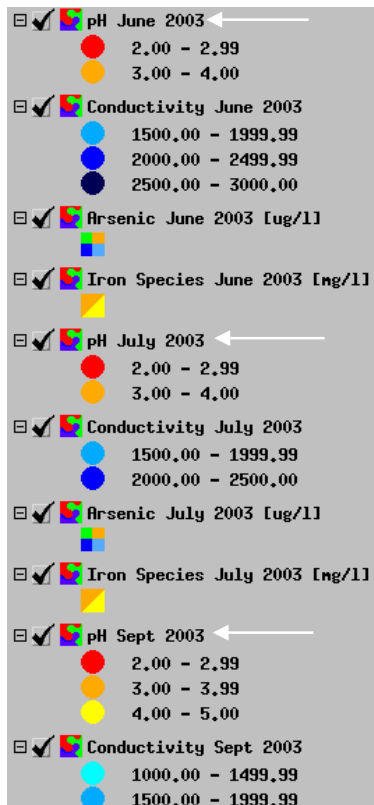 pH June 2003
2.00 - 2.99
3.00 - 4.00
Conductivity June 2003
1500.00 - 1999.99
2000.00 - 2499.99
2500.00 - 3000.00
Arsenic June 2003 [ug/l]
Iron Species June 2003 [mg/l]
pH July 2003
2.00 - 2.99
3.00 - 4.00
Conductivity July 2003
1500.00 - 1999.99
2000.00 - 2500.00
Arsenic July 2003 [ug/l]
Iron Species July 2003 [mg/l]
pH Sept 2003
2.00 - 2.99
3.00 - 3.99
4.00 - 5.00
Conductivity Sept 2003
1000.00 - 1499.99
1500.00 - 1999.99